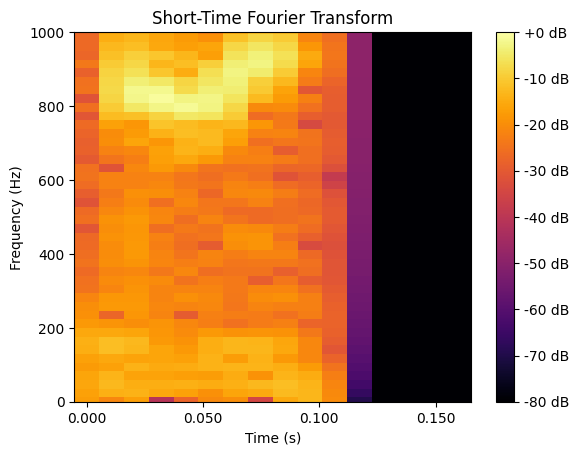 Short-Time Fourier Transform
Frequency (Hz)
1000
800
600
400
200
0
0.000
0.050
0.100
0.150
Time (s)
+0 dB
-10 dB
-20 dB
-30 dB
-40 dB
-50 dB
-60 dB
-70 dB
-80 dB